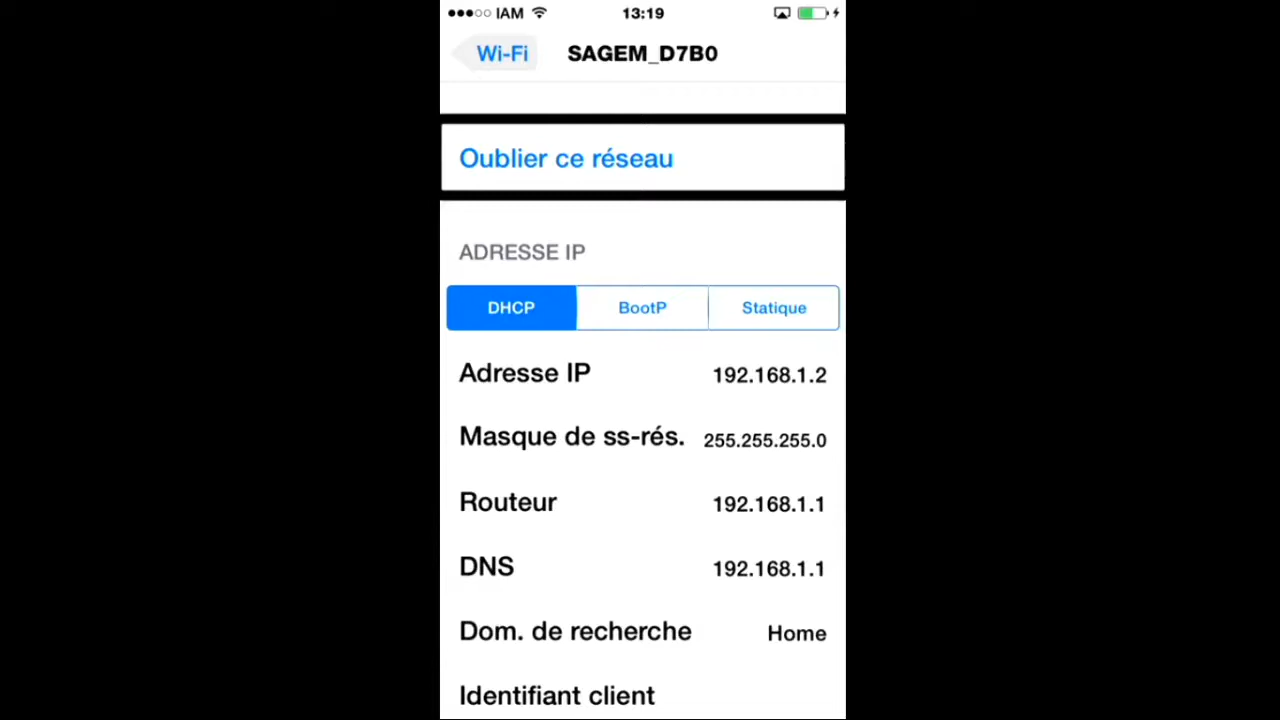 IAM 13:19
Wi-Fi SAGEM_D7B0
Oublier ce réseau
ADRESSE IP
DHCP BootP Statique
Adresse IP 192.168.1.2
Masque de ss-rés. 255.255.255.0
Routeur 192.168.1.1
DNS 192.168.1.1
Dom. de recherche Home
Identifiant client